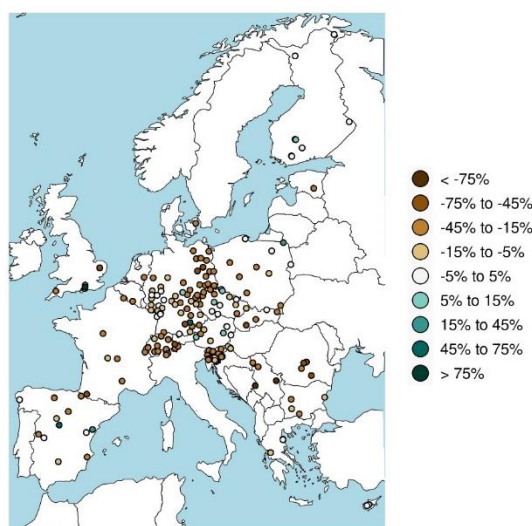 < -75%
-75% to -45%
-45% to -15%
-15% to -5%
-5% to 5%
5% to 15%
15% to 45%
45% to 75%
> 75%